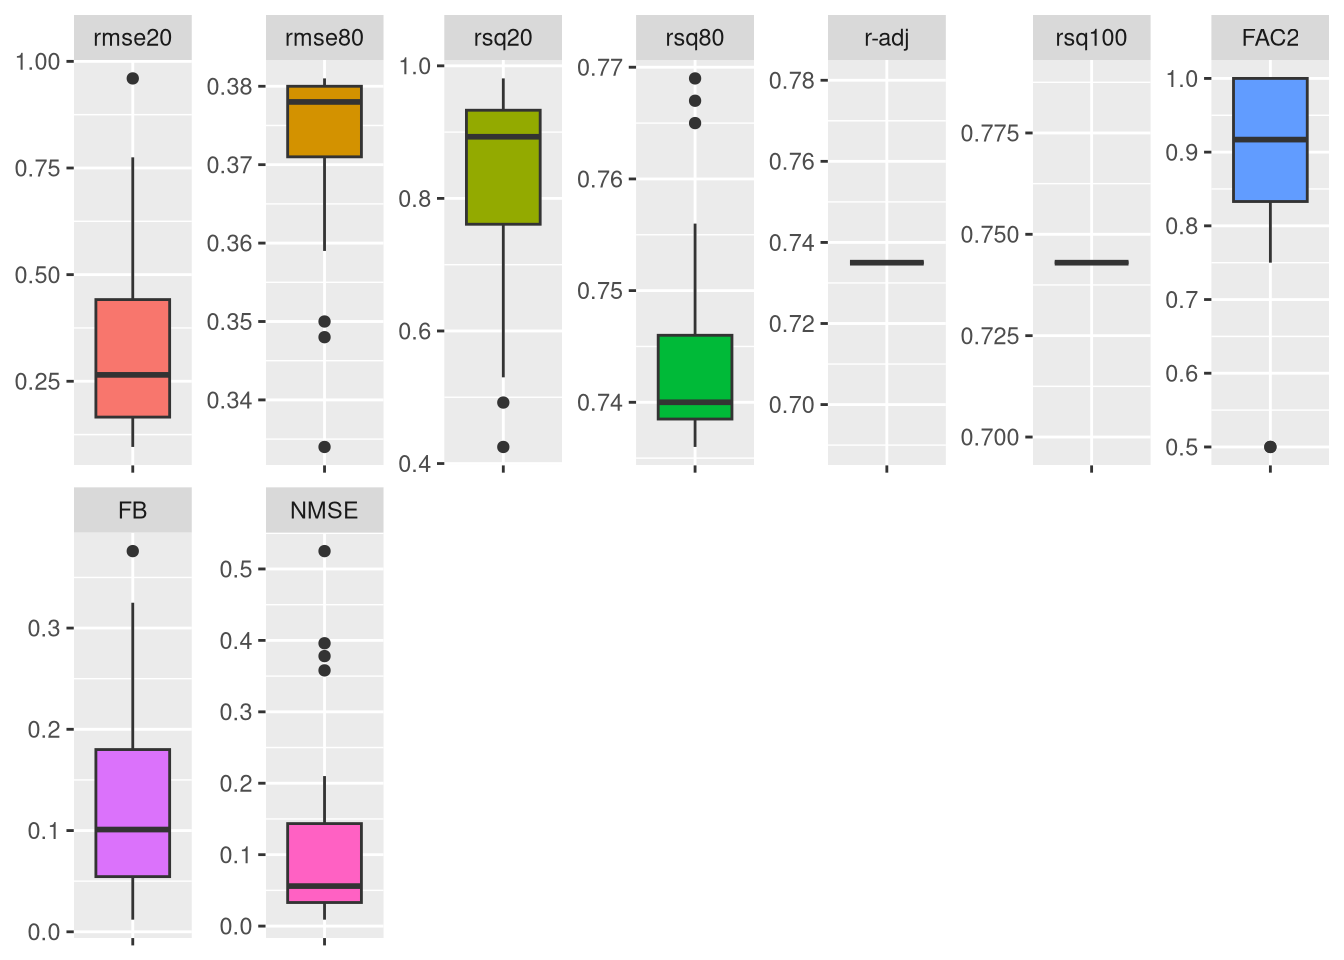 rmse20 rmse80 rsq20 rsq80 r-adj rsq100 FAC2
1.00 0.75 0.50 0.25
0.38 0.37 0.36 0.35 0.34
1.0 0.8 0.6 0.4
0.77 0.76 0.75 0.74
0.78 0.76 0.74 0.72 0.70
0.775 0.750 0.725 0.700
1.0 0.9 0.8 0.7 0.6 0.5
FB NMSE
0.3 0.2 0.1 0.0
0.5 0.4 0.3 0.2 0.1 0.0